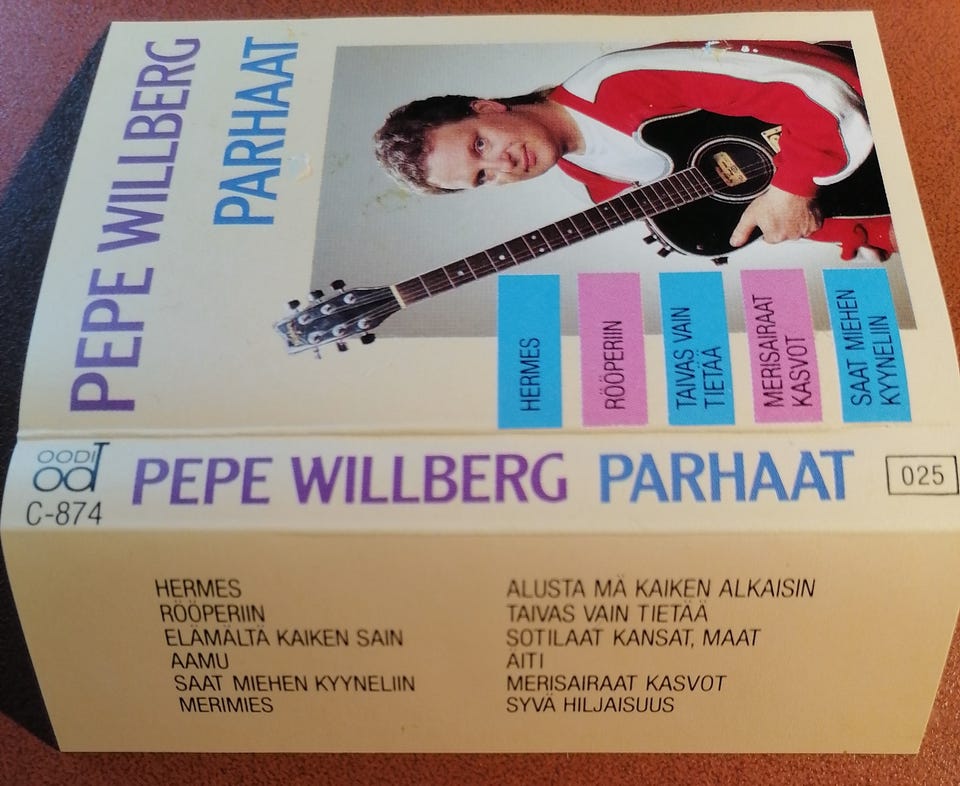 PEPE WILLBERG
PARHAAT
HERMES
RÖÖPERIIN
TAIVAS VAIN
TIETÄÄ
MERISAIRAAT
KASVOT
SAAT MIEHEN
KYYNELIIN
OODI
C-874
PEPE WILLBERG PARHAAT
025
HERMES
RÖÖPERIIN
ELÄMÄLTÄ KAIKEN SAIN
AAMU
SAAT MIEHEN KYYNELIIN
MERIMIES
ALUSTA MÄ KAIKEN ALKAISIN
TAIVAS VAIN TIETÄÄ
SOTILAAT KANSAT, MAAT
ÄITI
MERISAIRAAT KASVOT
SYVÄ HILJAISUUS